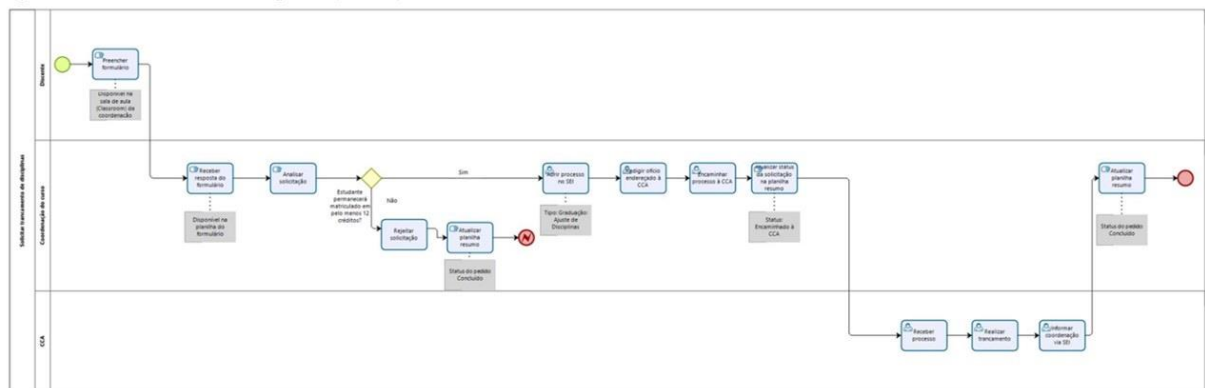 Solicitar trancamento de disciplinas
Discente
Preencher
formulário
Disponível na
sala de aula
(Classroom) da
coordenação
Coordenação do curso
Receber
resposta do
formulário
Disponível na
planilha do
formulário
Analisar
solicitação
Estudante
permanecerá
matriculado em
pelo menos 12
créditos?
Sim
Não
Rejeitar
solicitação
Atualizar
planilha
resumo
Status do pedido:
Concluído
Abrir processo
no SEI
Tipo: Graduação:
Ajuste de
Disciplinas
Redigir ofício
endereçado à
CCA
Encaminhar
processo à CCA
Atualizar status
da solicitação
na planilha
resumo
Status:
Encaminhado à
CCA
Atualizar
planilha
resumo
Status do pedido:
Concluído
CCA
Receber
processo
Realizar
trancamento
Informar
coordenação
via SEI